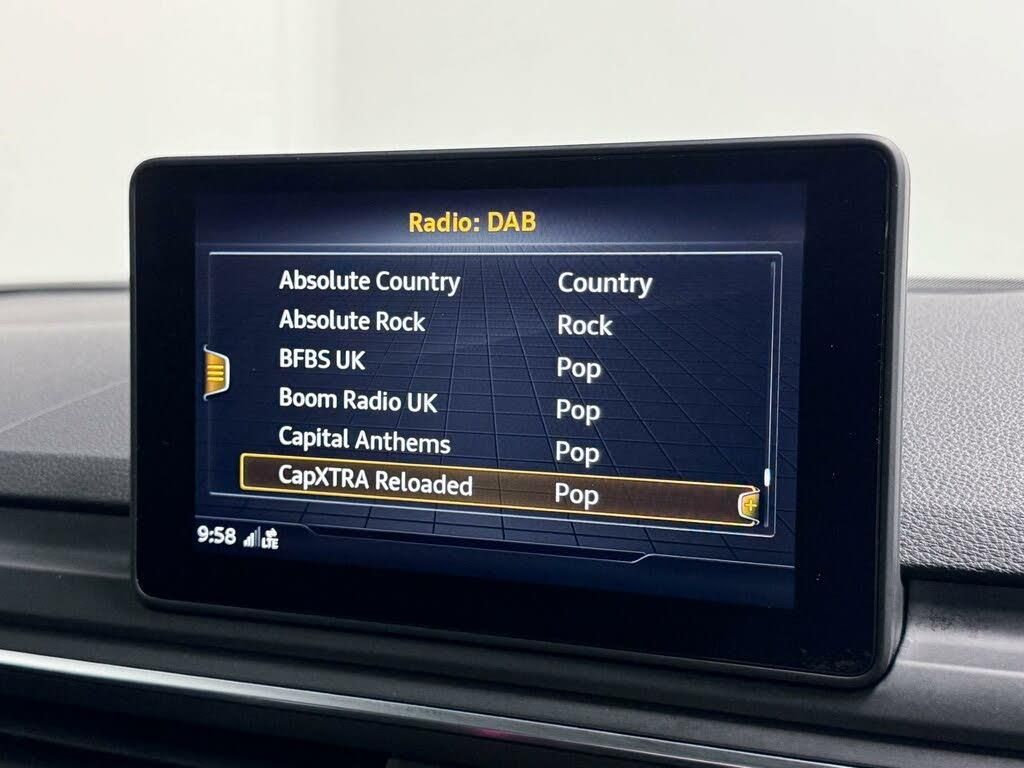 Radio: DAB
Absolute Country Country
Absolute Rock Rock
BFBS UK Pop
Boom Radio UK Pop
Capital Anthems Pop
CapXTRA Reloaded Pop
9:58 LTE